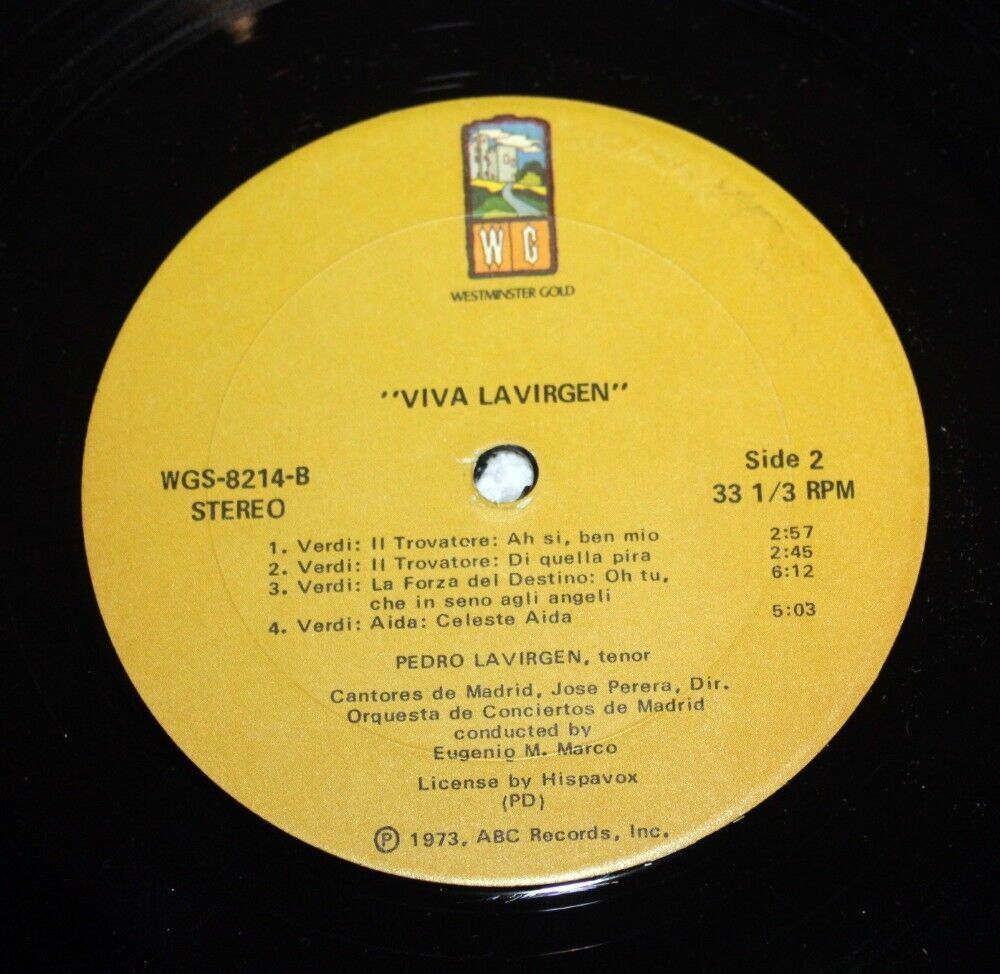 W G
WESTMINSTER GOLD
"VIVA LAVIRGEN"
WGS-8214-B
STEREO
Side 2
33 1/3 RPM
1. Verdi: Il Trovatore: Ah si, ben mio 2:57
2. Verdi: Il Trovatore: Di quella pira 2:45
3. Verdi: La Forza del Destino: Oh tu, 6:12
che in seno agli angeli
4. Verdi: Aida: Celeste Aida 5:03
PEDRO LAVIRGEN, tenor
Cantores de Madrid, Jose Perera, Dir.
Orquesta de Conciertos de Madrid
conducted by
Eugenio M. Marco
License by Hispavox
(PD)
Ⓟ 1973, ABC Records, Inc.